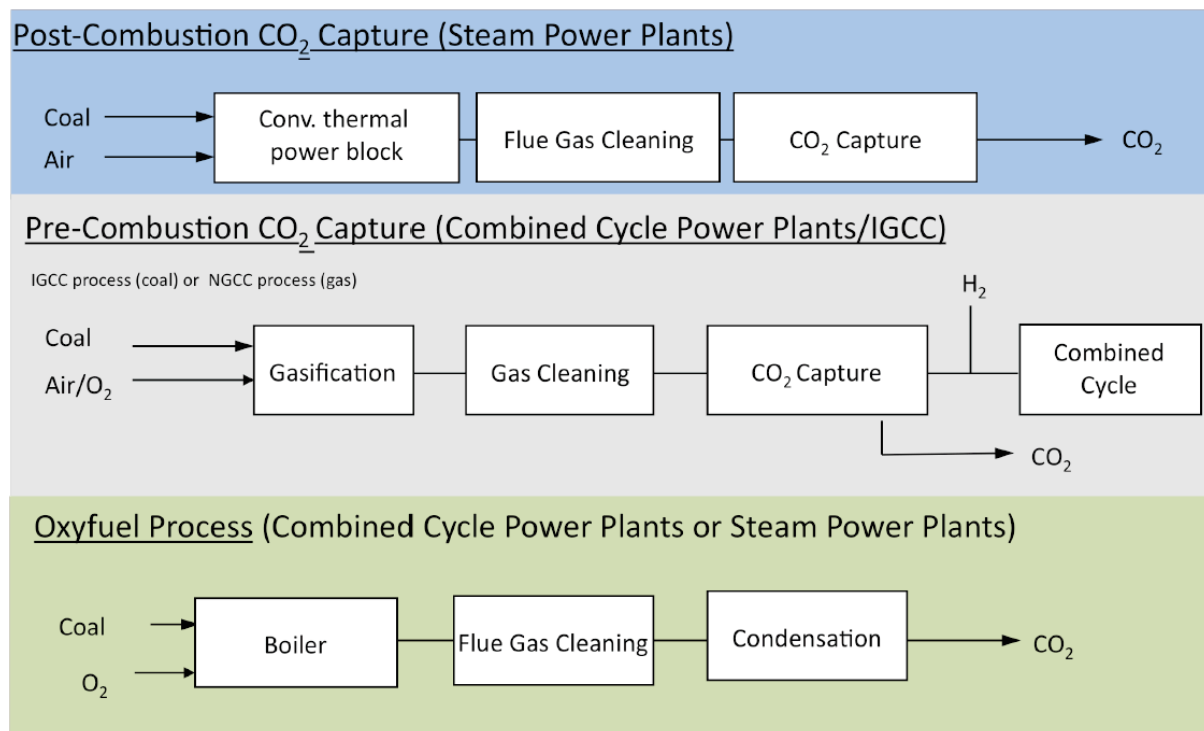 Post-Combustion CO₂ Capture (Steam Power Plants)
Coal
Air
Conv. thermal
power block
Flue Gas Cleaning
CO₂ Capture
CO₂
Pre-Combustion CO₂ Capture (Combined Cycle Power Plants/IGCC)
IGCC process (coal) or NGCC process (gas)
H₂
Coal
Air/O₂
Gasification
Gas Cleaning
CO₂ Capture
Combined
Cycle
CO₂
Oxyfuel Process (Combined Cycle Power Plants or Steam Power Plants)
Coal
O₂
Boiler
Flue Gas Cleaning
Condensation
CO₂